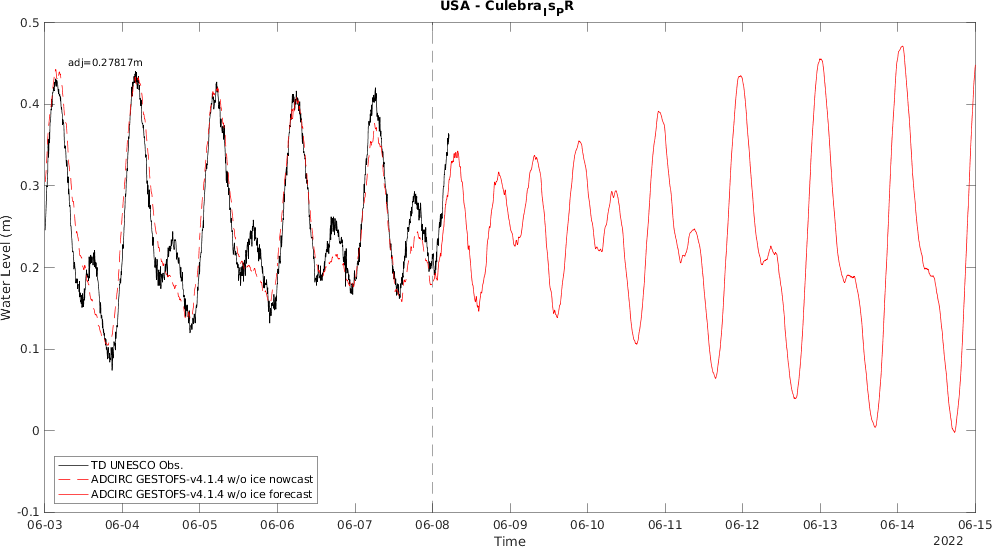 USA - Culebra_Is_PR
adj=0.27817m
0.5
0.4
0.3
0.2
0.1
0
-0.1
Water Level (m)
TD UNESCO Obs.
ADCIRC GESTOFS-v4.1.4 w/o ice nowcast
ADCIRC GESTOFS-v4.1.4 w/o ice forecast
06-03 06-04 06-05 06-06 06-07 06-08 06-09 06-10 06-11 06-12 06-13 06-14 06-15
Time
2022